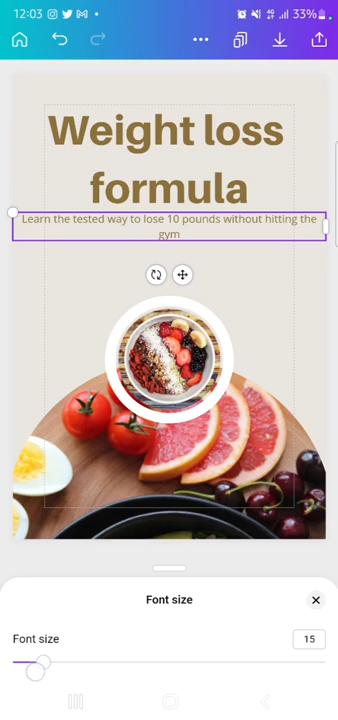 12:03
33%
Weight loss
formula
Learn the tested way to lose 10 pounds without hitting the
gym
Font size
Font size 15